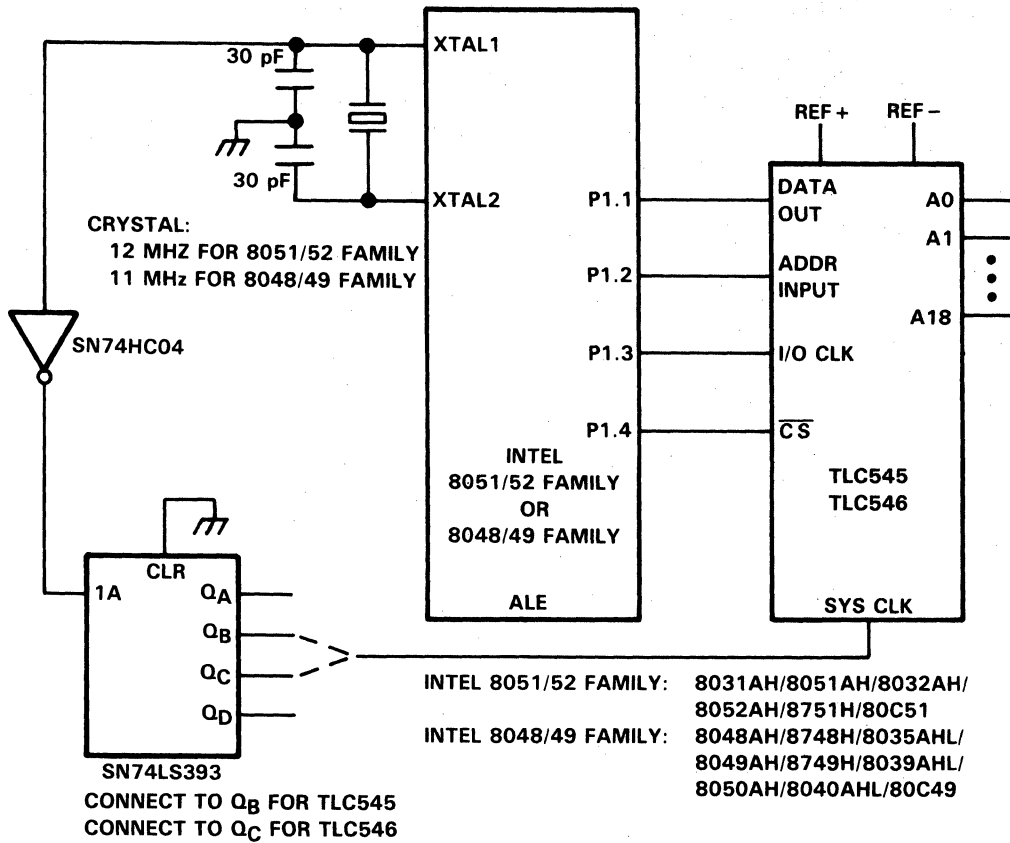 XTAL1
30 pF
REF+ REF−
30 pF
XTAL2
P1.1
DATA
OUT
A0
CRYSTAL:
12 MHZ FOR 8051/52 FAMILY
11 MHz FOR 8048/49 FAMILY
A1
P1.2
ADDR
INPUT
A18
SN74HC04
P1.3
I/O CLK
P1.4
CS
INTEL
8051/52 FAMILY
OR
8048/49 FAMILY
TLC545
TLC546
CLR
1A
QA
QB
QC
QD
ALE
SYS CLK
INTEL 8051/52 FAMILY: 8031AH/8051AH/8032AH/
8052AH/8751H/80C51
INTEL 8048/49 FAMILY: 8048AH/8748H/8035AHL/
8049AH/8749H/8039AHL/
8050AH/8040AHL/80C49
SN74LS393
CONNECT TO QB FOR TLC545
CONNECT TO QC FOR TLC546